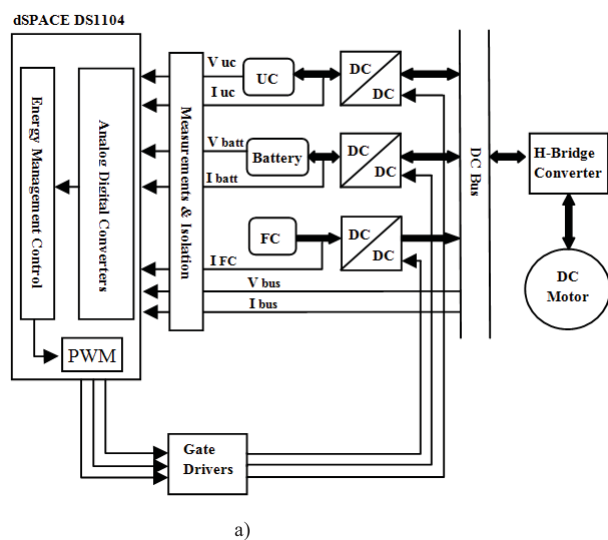 dSPACE DS1104
Energy Management Control
Analog Digital Converters
PWM
Measurements & Isolation
V uc
I uc
V batt
I batt
I FC
V bus
I bus
UC
Battery
FC
DC
DC
DC
DC
DC
DC
DC Bus
H-Bridge
Converter
DC
Motor
Gate
Drivers
a)